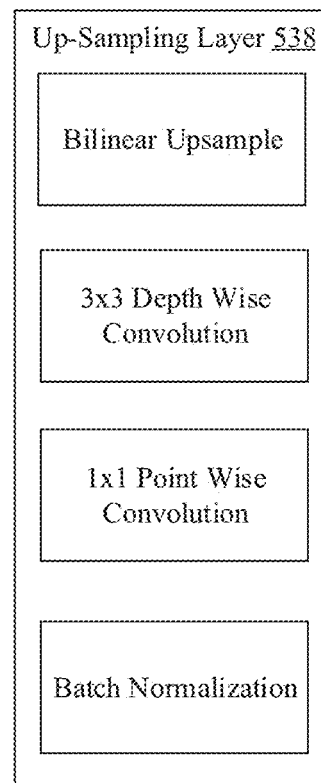 Up-Sampling Layer 538
Bilinear Upsample
3x3 Depth Wise
Convolution
1x1 Point Wise
Convolution
Batch Normalization